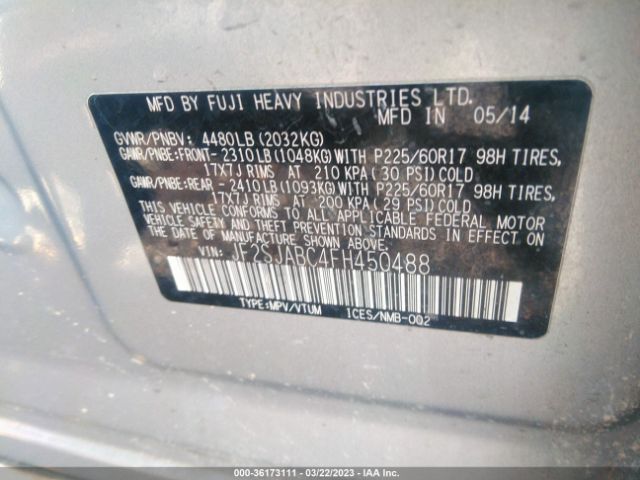 MFD BY FUJI HEAVY INDUSTRIES LTD.
MFD IN 05/14
GVWR/PNBV: 4480LB (2032KG)
GAWR/PNBE:FRONT- 2310LB (1048KG) WITH P225/60R17 98H TIRES,
17X7J RIMS AT 210 KPA ( 30 PSI) COLD
GAWR/PNBE:REAR - 2410LB (1093KG) WITH P225/60R17 98H TIRES,
17X7J RIMS AT 200 KPA (29 PSI) COLD
THIS VEHICLE CONFORMS TO ALL APPLICABLE FEDERAL MOTOR
VEHICLE SAFETY AND THEFT PREVENTION STANDARDS IN EFFECT ON
THE DATE OF MANUFACTURE SHOWN ABOVE.
VIN: JF2SJABC4FH450488
TYPE:MPV/VTUM ICES/NMB-002
000-36173111 - 03/22/2023 - IAA Inc.